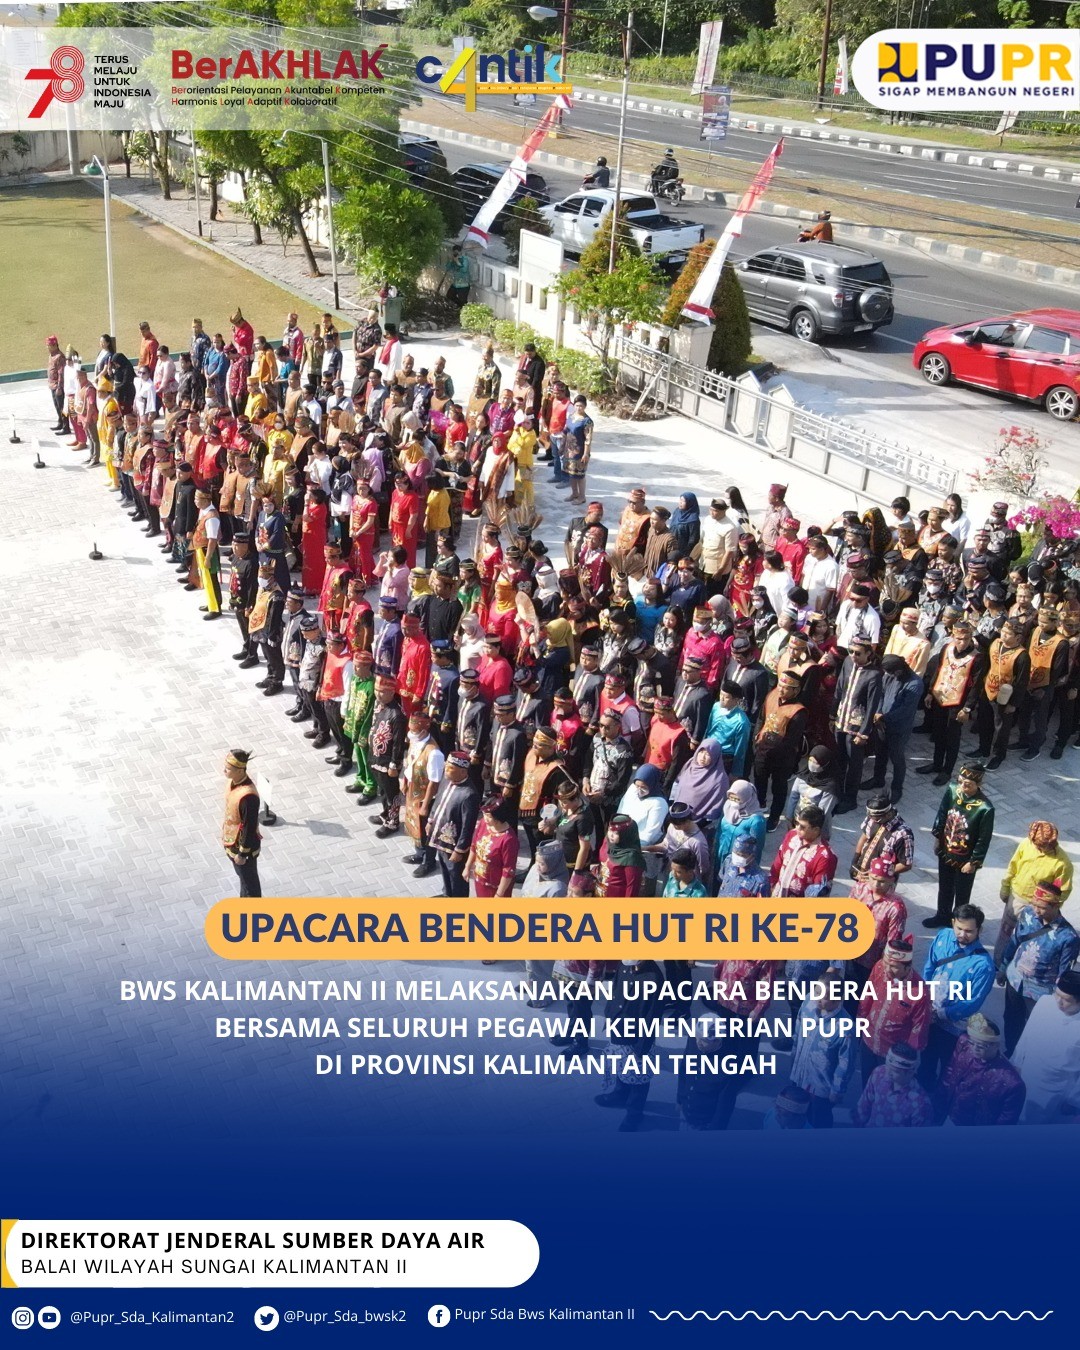 78 TERUS
MELAJU
UNTUK
INDONESIA
MAJU
BerAKHLAK
Berorientasi Pelayanan Akuntabel Kompeten
Harmonis Loyal Adaptif Kolaboratif
c4ntik
PUPR
SIGAP MEMBANGUN NEGERI
UPACARA BENDERA HUT RI KE-78
BWS KALIMANTAN II MELAKSANAKAN UPACARA BENDERA HUT RI
BERSAMA SELURUH PEGAWAI KEMENTERIAN PUPR
DI PROVINSI KALIMANTAN TENGAH
DIREKTORAT JENDERAL SUMBER DAYA AIR
BALAI WILAYAH SUNGAI KALIMANTAN II
@Pupr_Sda_Kalimantan2 @Pupr_Sda_bwsk2 Pupr Sda Bws Kalimantan II